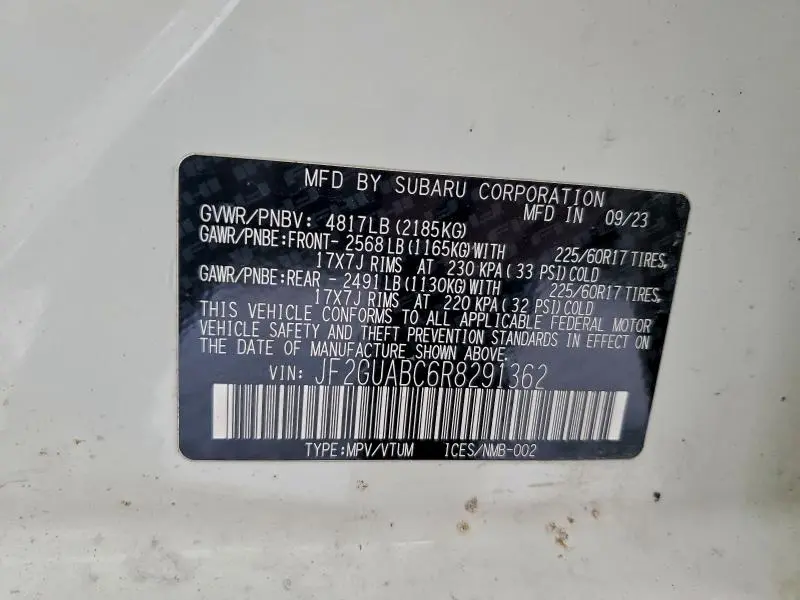 MFD BY SUBARU CORPORATION
MFD IN 09/23
GVWR/PNBV: 4817LB (2185KG)
GAWR/PNBE:FRONT- 2568 LB (1165KG) WITH 225/60R17 TIRES,
17X7J RIMS AT 230 KPA ( 33 PSI) COLD
GAWR/PNBE:REAR - 2491 LB (1130KG) WITH 225/60R17 TIRES,
17X7J RIMS AT 220 KPA ( 32 PSI) COLD
THIS VEHICLE CONFORMS TO ALL APPLICABLE FEDERAL MOTOR
VEHICLE SAFETY AND THEFT PREVENTION STANDARDS IN EFFECT ON
THE DATE OF MANUFACTURE SHOWN ABOVE.
VIN: JF2GUABC6R8291362
TYPE:MPV/VTUM ICES/NMB-002